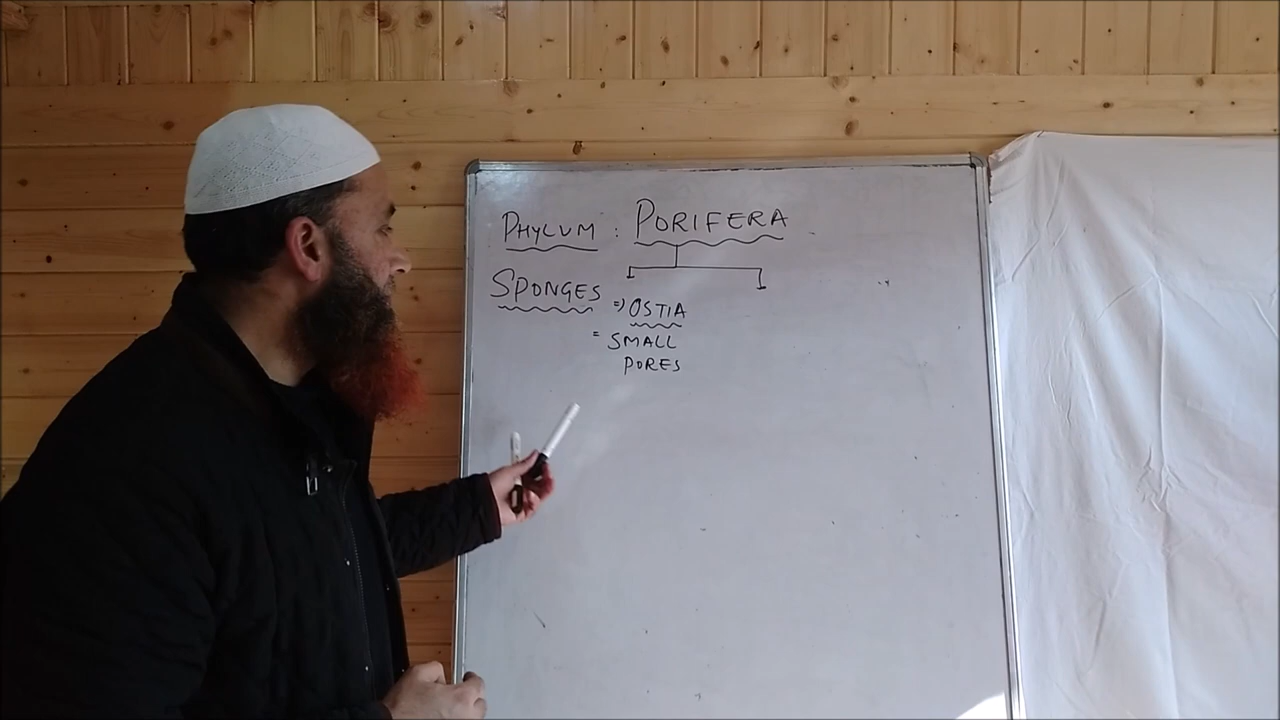 PHYLUM : PORIFERA
SPONGES
=> OSTIA
= SMALL
PORES